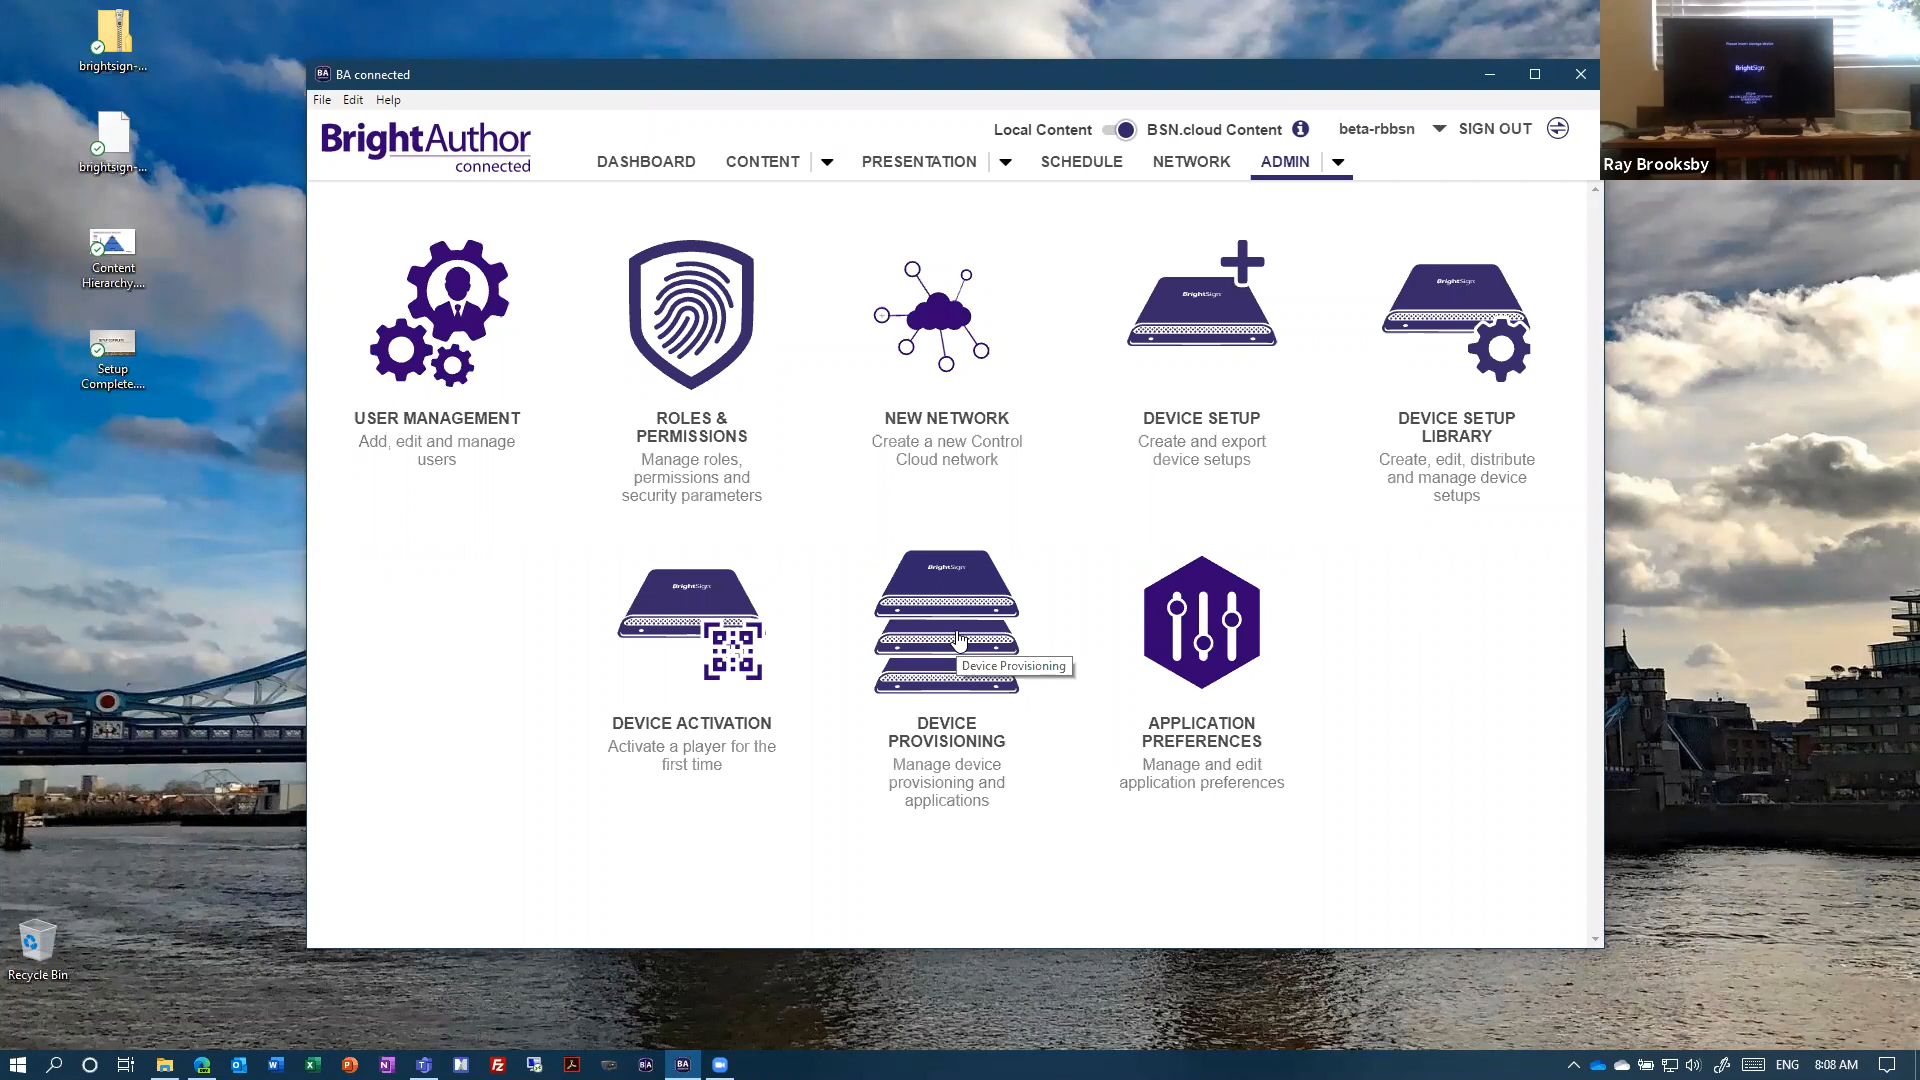 brightsign-...
brightsign-...
Content
Hierarchy....
Setup
Complete....
Recycle Bin
BA connected
File Edit Help
BrightAuthor
connected
Local Content BSN.cloud Content beta-rbbsn SIGN OUT
DASHBOARD CONTENT PRESENTATION SCHEDULE NETWORK ADMIN
BrightSign
BrightSign
USER MANAGEMENT
Add, edit and manage
users
ROLES &
PERMISSIONS
Manage roles,
permissions and
security parameters
NEW NETWORK
Create a new Control
Cloud network
DEVICE SETUP
Create and export
device setups
DEVICE SETUP
LIBRARY
Create, edit, distribute
and manage device
setups
BrightSign
BrightSign
Device Provisioning
DEVICE ACTIVATION
Activate a player for the
first time
DEVICE
PROVISIONING
Manage device
provisioning and
applications
APPLICATION
PREFERENCES
Manage and edit
application preferences
BrightSign
Ray Brooksby
ENG 8:08 AM